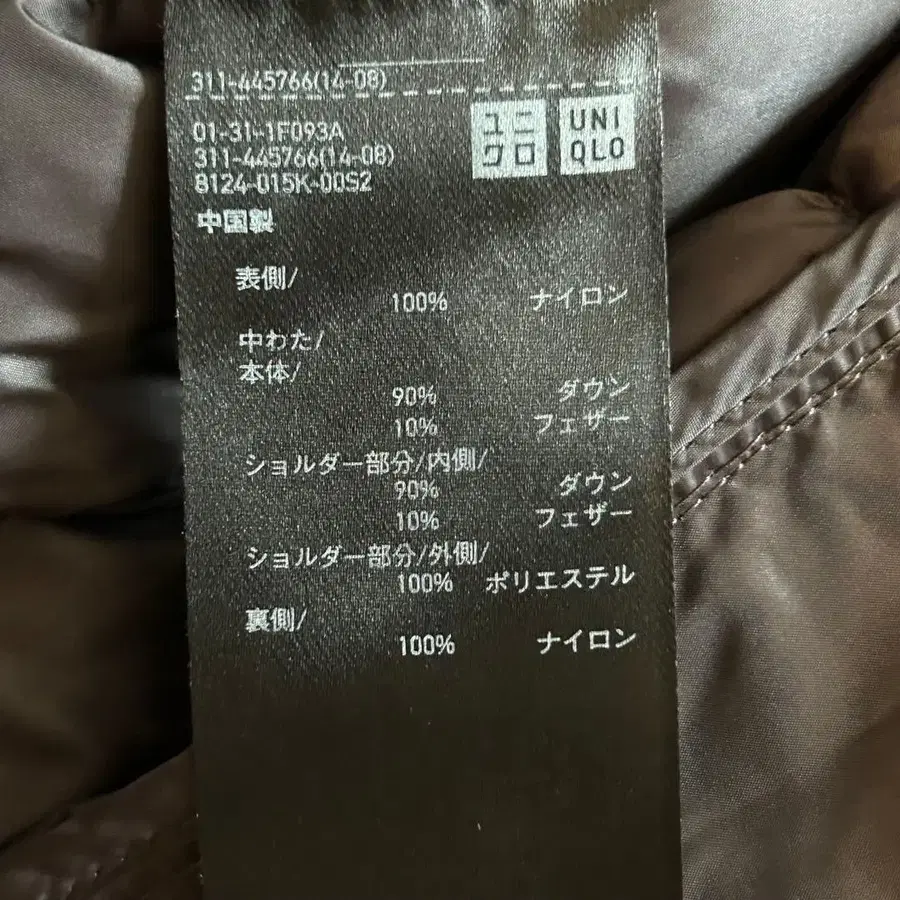 311-445766(14-08)
01-31-1F093A
311-445766(14-08)
8124-015K-00S2
ユニ
クロ
UNI
QLO
中国製
表側/
100% ナイロン
中わた/
本体/
90% ダウン
10% フェザー
ショルダー部分/内側/
90% ダウン
10% フェザー
ショルダー部分/外側/
100% ポリエステル
裏側/
100% ナイロン